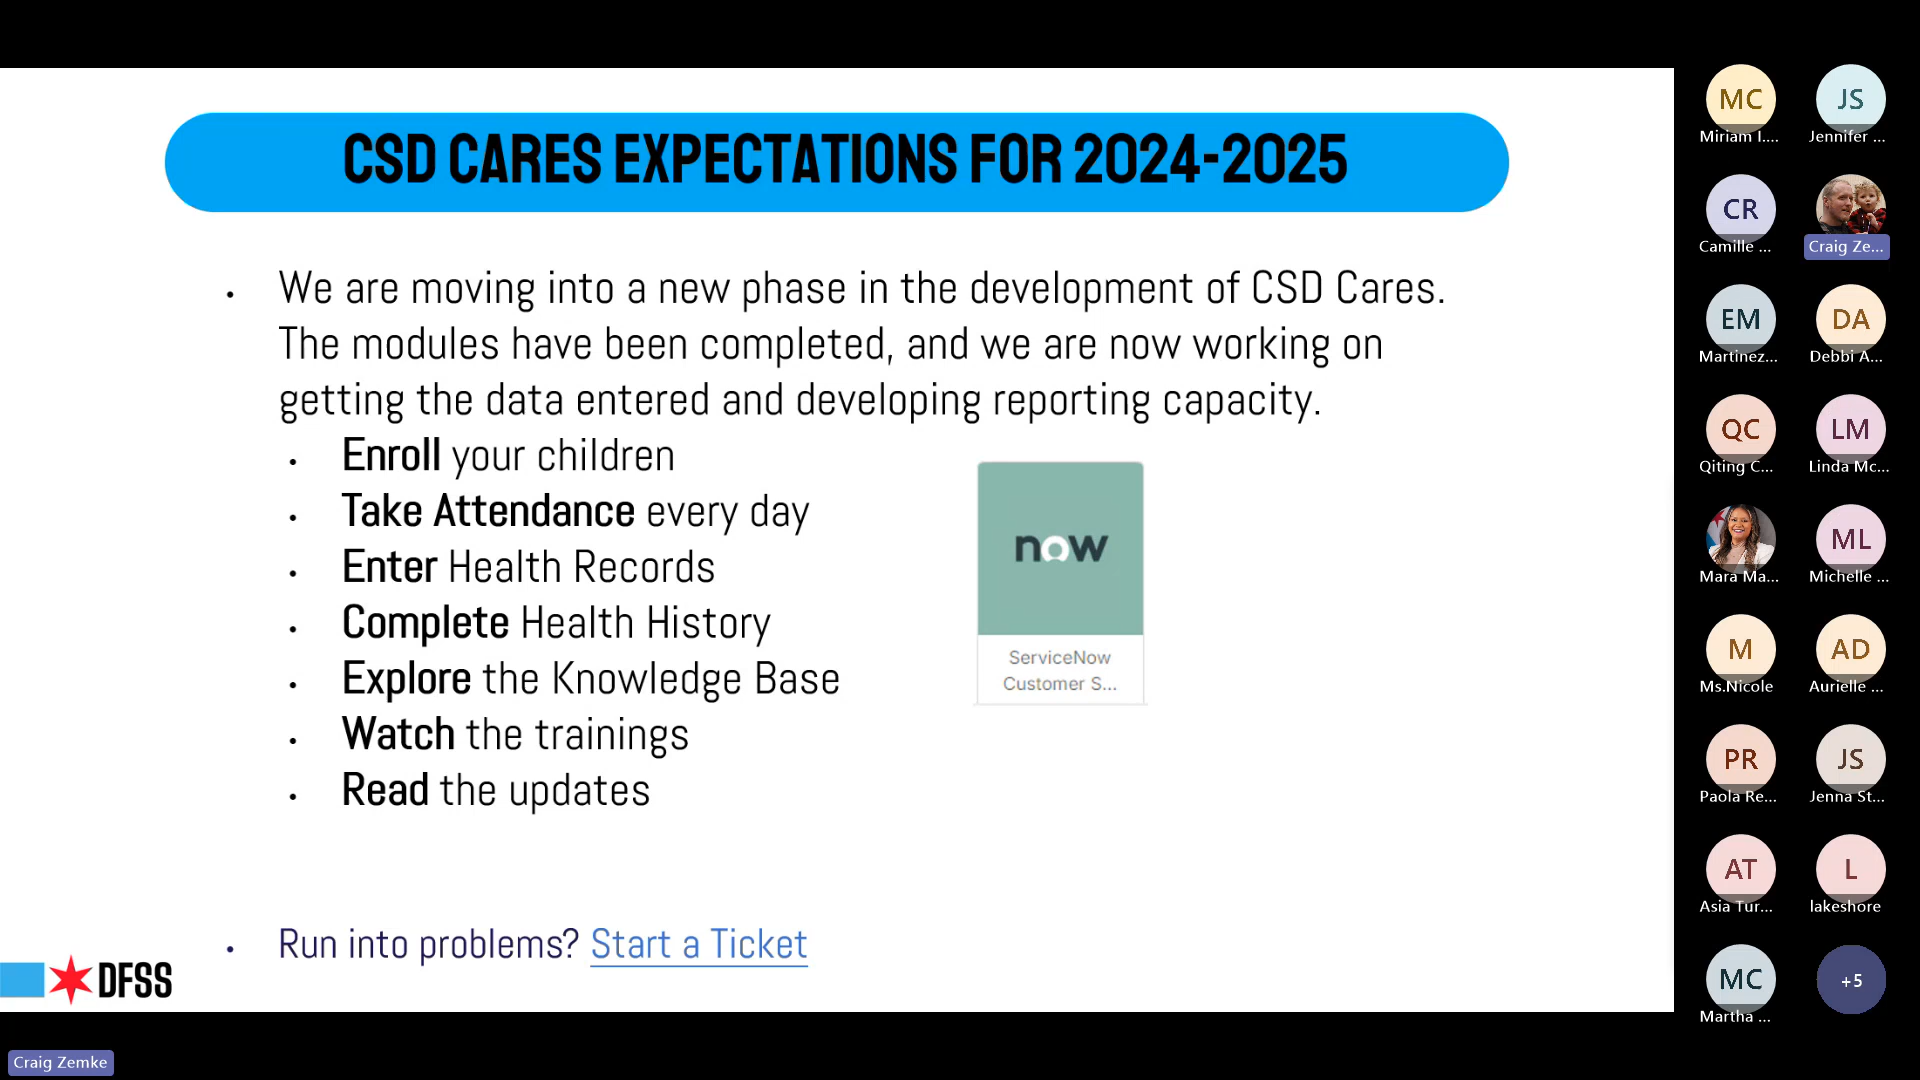 CSD CARES EXPECTATIONS FOR 2024-2025
• We are moving into a new phase in the development of CSD Cares.
The modules have been completed, and we are now working on
getting the data entered and developing reporting capacity.
• Enroll your children
• Take Attendance every day
• Enter Health Records
• Complete Health History
• Explore the Knowledge Base
• Watch the trainings
• Read the updates
now
ServiceNow
Customer S...
• Run into problems? Start a Ticket
DFSS
Craig Zemke
MC
Miriam I....
JS
Jennifer ...
CR
Camille ...
Craig Ze...
EM
Martinez...
DA
Debbi A...
QC
Qiting C...
LM
Linda Mc...
Mara Ma...
ML
Michelle ...
M
Ms.Nicole
AD
Aurielle ...
PR
Paola Re...
JS
Jenna St...
AT
Asia Tur...
L
lakeshore
MC
Martha ...
+5